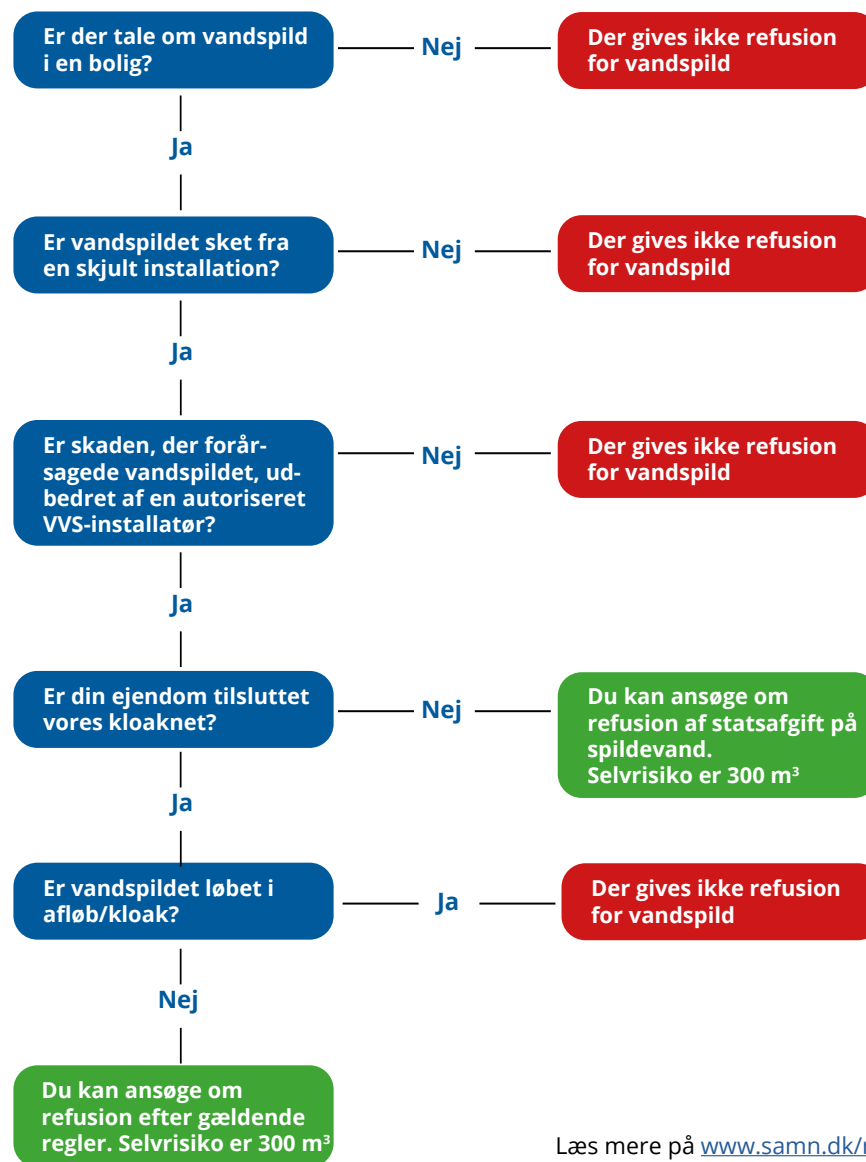 Er der tale om vandspild
i en bolig?
Nej
Der gives ikke refusion
for vandspild
Ja
Er vandspildet sket fra
en skjult installation?
Nej
Der gives ikke refusion
for vandspild
Ja
Er skaden, der forår-
sagede vandspildet, ud-
bedret af en autoriseret
VVS-installatør?
Nej
Der gives ikke refusion
for vandspild
Ja
Er din ejendom tilsluttet
vores kloaknet?
Nej
Du kan ansøge om
refusion af statsafgift på
spildevand.
Selvrisiko er 300 m³
Ja
Er vandspildet løbet i
afløb/kloak?
Ja
Der gives ikke refusion
for vandspild
Nej
Du kan ansøge om
refusion efter gældende
regler. Selvrisiko er 300 m³
Læs mere på www.samn.dk/